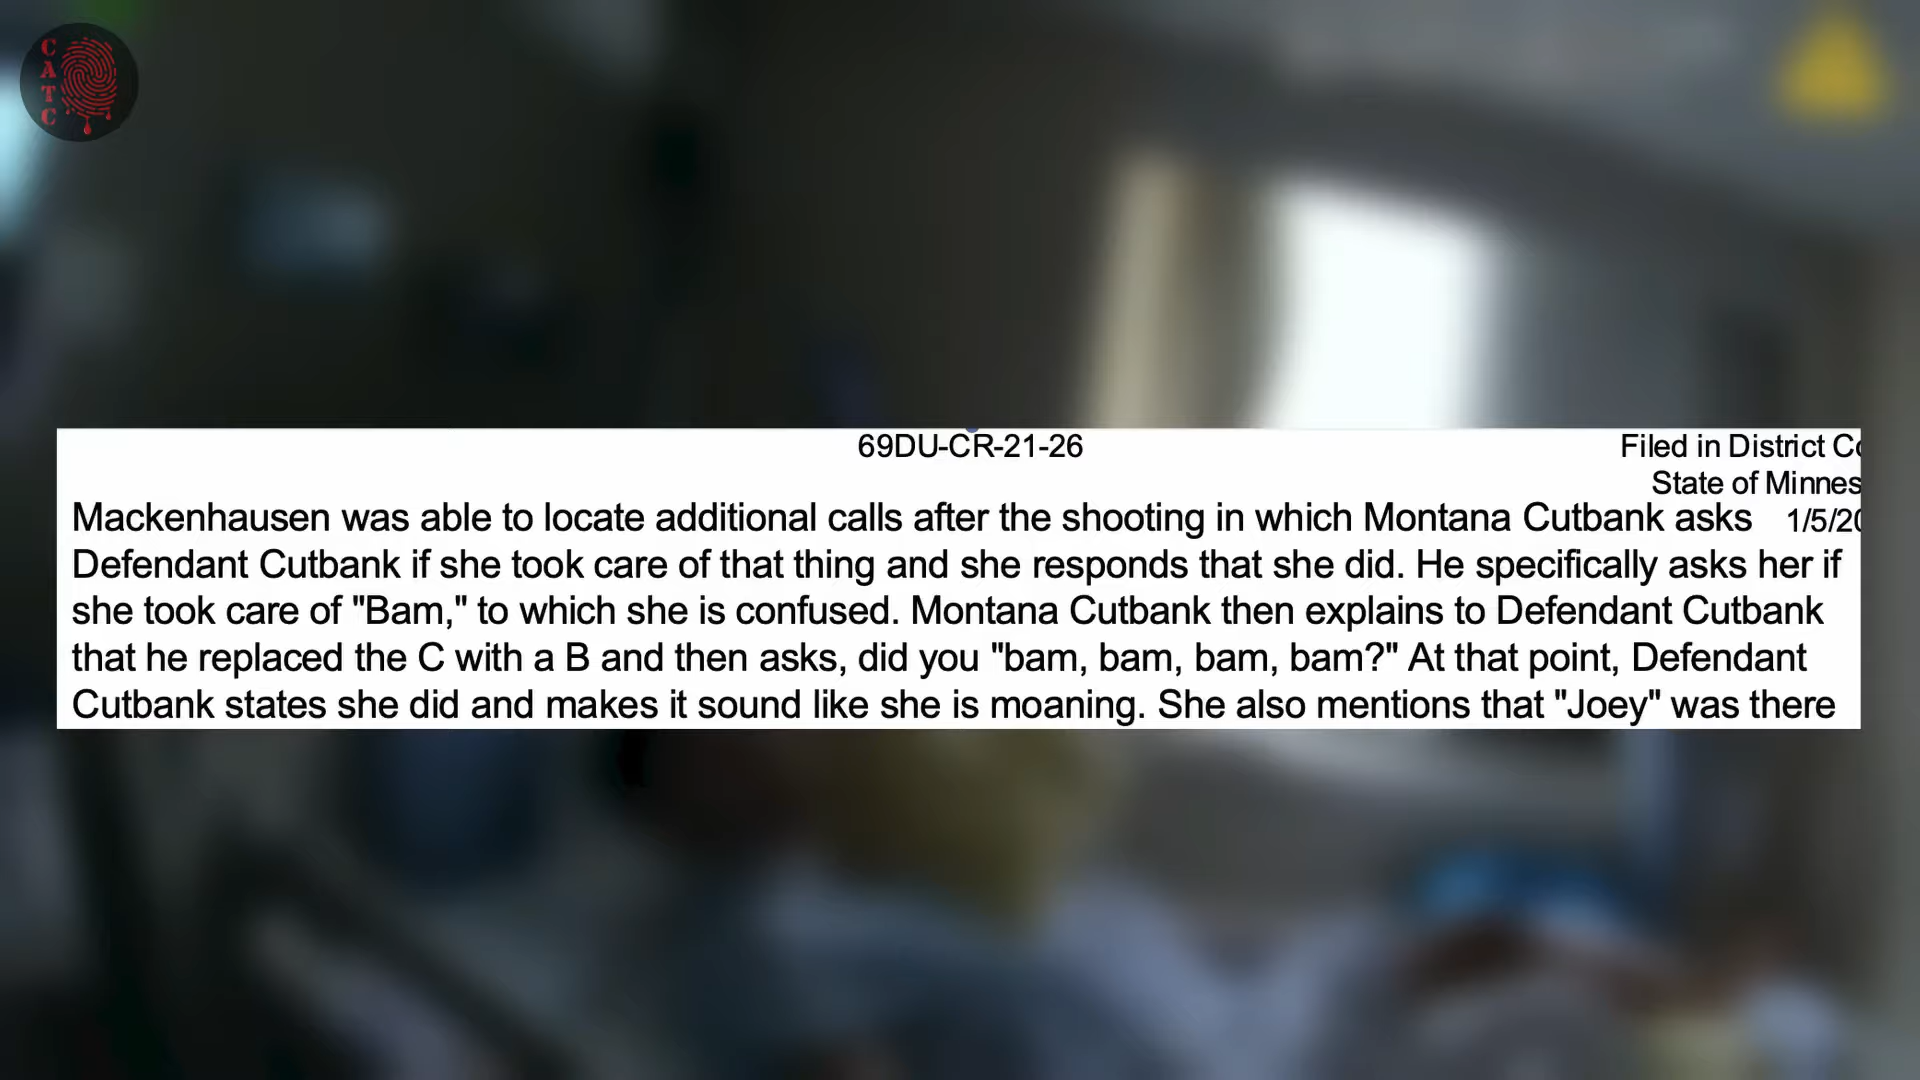 C
A
T
C
69DU-CR-21-26
Filed in District Co
State of Minnes
1/5/20
Mackenhausen was able to locate additional calls after the shooting in which Montana Cutbank asks
Defendant Cutbank if she took care of that thing and she responds that she did. He specifically asks her if
she took care of "Bam," to which she is confused. Montana Cutbank then explains to Defendant Cutbank
that he replaced the C with a B and then asks, did you "bam, bam, bam, bam?" At that point, Defendant
Cutbank states she did and makes it sound like she is moaning. She also mentions that "Joey" was there